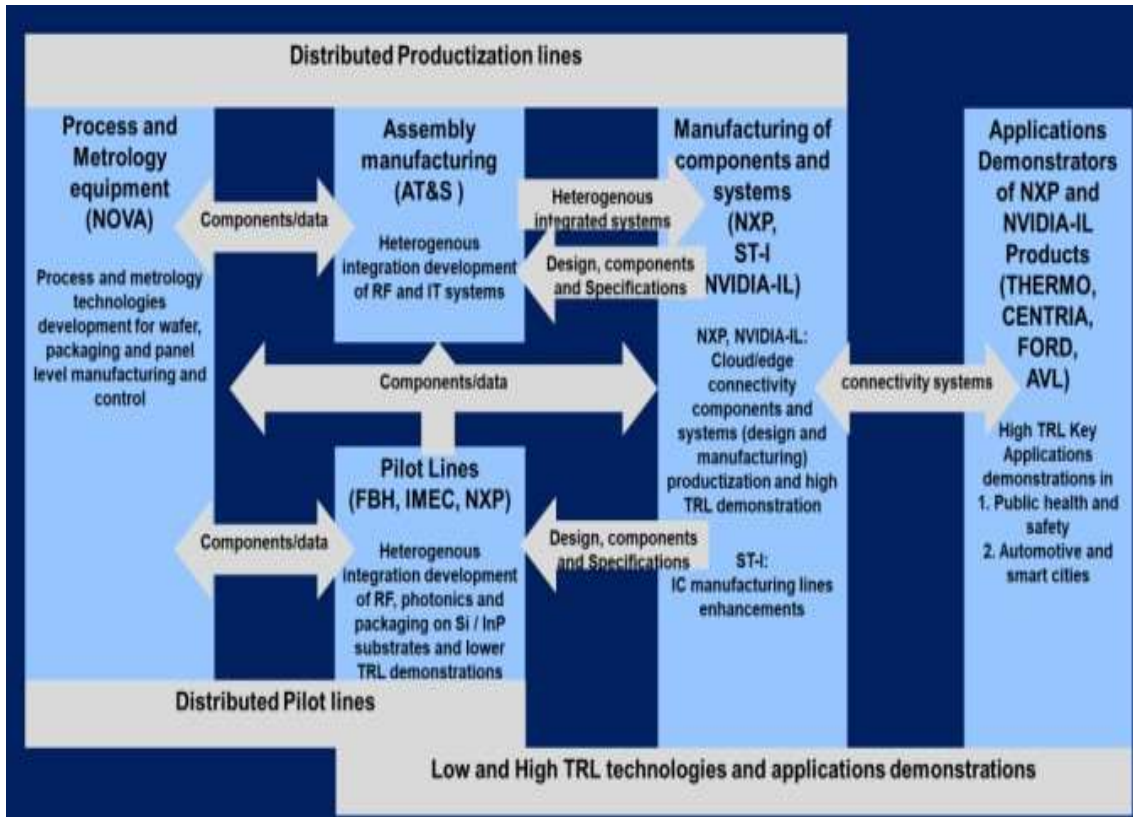 Distributed Productization lines
Process and
Metrology
equipment
(NOVA)
Process and metrology
technologies
development for wafer,
packaging and panel
level manufacturing and
control
Components/data
Assembly
manufacturing
(AT&S )
Heterogenous
integration development
of RF and IT systems
Heterogenous
integrated systems
Design, components
and Specifications
Manufacturing of
components and
systems
(NXP,
ST-I
NVIDIA-IL)
NXP, NVIDIA-IL:
Cloud/edge
connectivity
components and
systems (design and
manufacturing)
productization and high
TRL demonstration
ST-I:
IC manufacturing lines
enhancements
connectivity systems
Applications
Demonstrators
of NXP and
NVIDIA-IL
Products
(THERMO,
CENTRIA,
FORD,
AVL)
High TRL Key
Applications
demonstrations in
1. Public health and
safety
2. Automotive and
smart cities
Components/data
Pilot Lines
(FBH, IMEC, NXP)
Heterogenous
integration development
of RF, photonics and
packaging on Si / InP
substrates and lower
TRL demonstrations
Components/data
Design, components
and Specifications
Distributed Pilot lines
Low and High TRL technologies and applications demonstrations